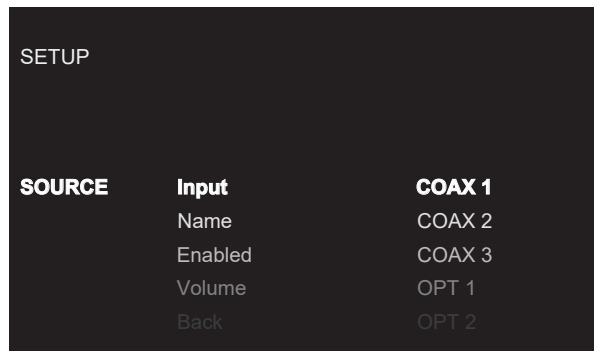 SETUP
SOURCE Input COAX 1
Name COAX 2
Enabled COAX 3
Volume OPT 1
Back OPT 2